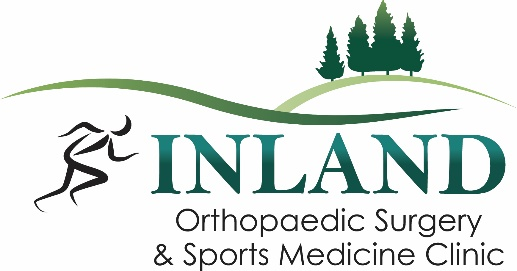 INLAND
Orthopaedic Surgery
& Sports Medicine Clinic